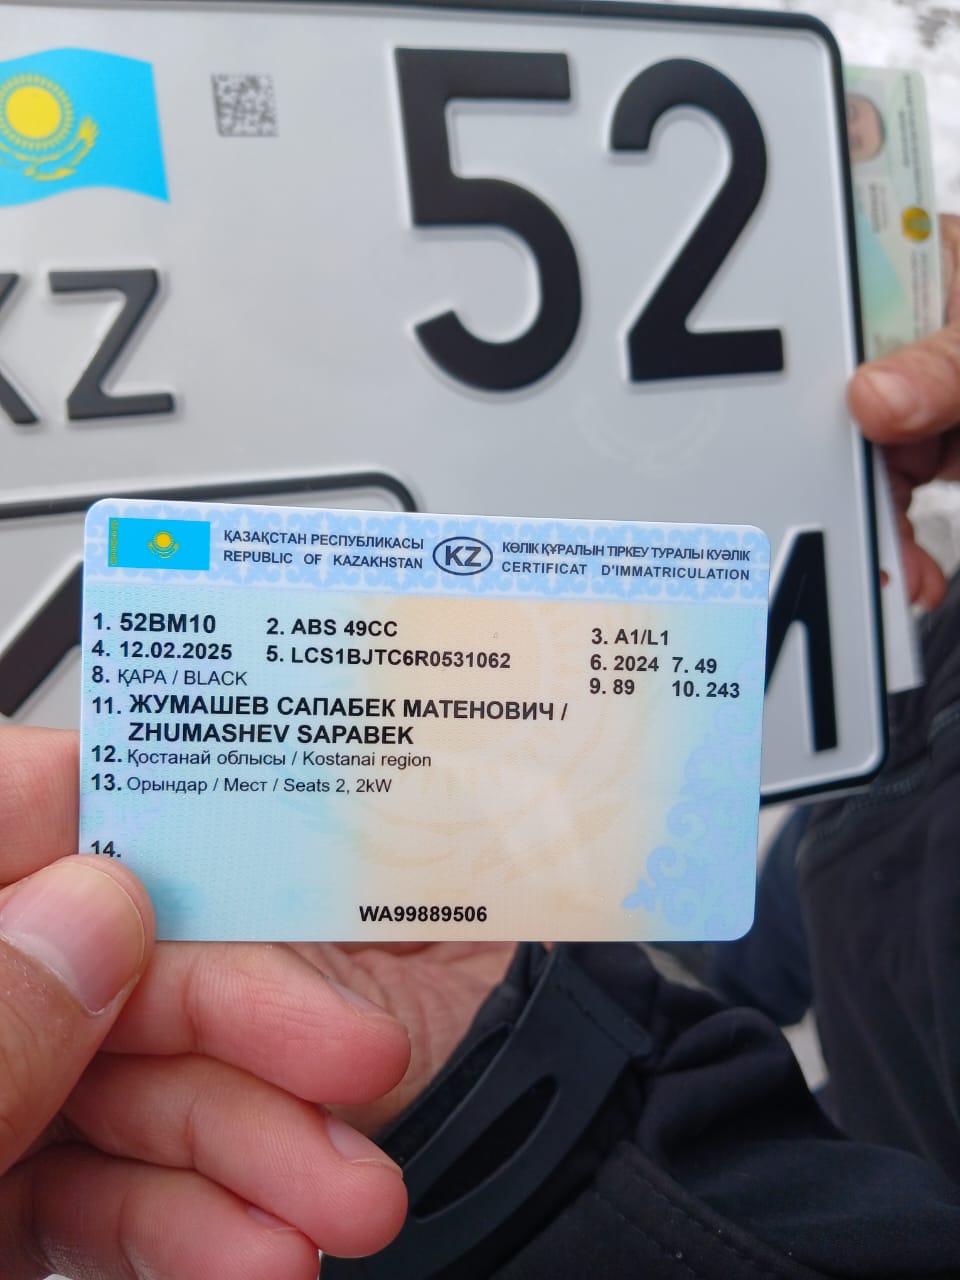 52
KZ
ҚАЗАҚСТАН РЕСПУБЛИКАСЫ
REPUBLIC OF KAZAKHSTAN
KZ
КӨЛІК ҚҰРАЛЫН ТІРКЕУ ТУРАЛЫ КУӘЛІК
CERTIFICAT D'IMMATRICULATION
1. 52BM10 2. ABS 49CC 3. A1/L1
4. 12.02.2025 5. LCS1BJTC6R0531062 6. 2024 7. 49
8. ҚАРА / BLACK 9. 89 10. 243
11. ЖУМАШЕВ САПАБЕК МАТЕНОВИЧ /
ZHUMASHEV SAPABEK
12. Қостанай облысы / Kostanai region
13. Орындар / Место / Seats 2, 2kW
14.
WA99889506